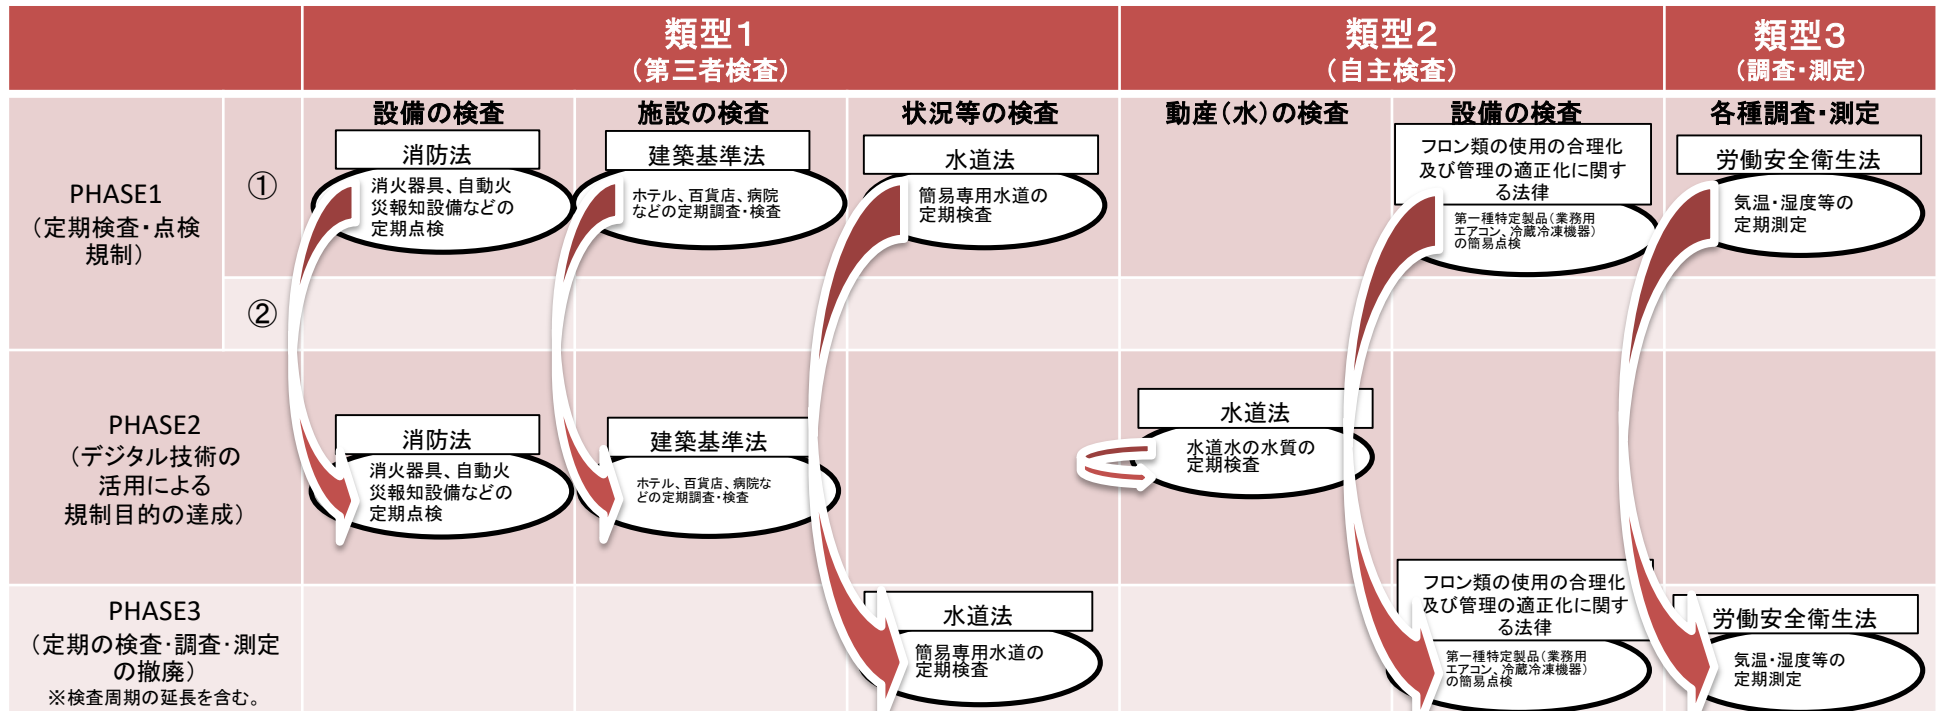 類型1
（第三者検査）
類型2
（自主検査）
類型3
（調査・測定）
PHASE1
（定期検査・点検
規制）
①
②
設備の検査
消防法
消火器具、自動火
災報知設備などの
定期点検
施設の検査
建築基準法
ホテル、百貨店、病院
などの定期調査・検査
状況等の検査
水道法
簡易専用水道の
定期検査
動産（水）の検査
設備の検査
フロン類の使用の合理化
及び管理の適正化に関す
る法律
第一種特定製品（業務用
エアコン、冷蔵冷凍機器）
の簡易点検
各種調査・測定
労働安全衛生法
気温・湿度等の
定期測定
PHASE2
（デジタル技術の
活用による
規制目的の達成）
消防法
消火器具、自動火
災報知設備などの
定期点検
建築基準法
ホテル、百貨店、病院な
どの定期調査・検査
水道法
水道水の水質の
定期検査
PHASE3
（定期の検査・調査・測定
の撤廃）
※検査周期の延長を含む。
水道法
簡易専用水道の
定期検査
フロン類の使用の合理化
及び管理の適正化に関す
る法律
第一種特定製品（業務用
エアコン、冷蔵冷凍機器）
の簡易点検
労働安全衛生法
気温・湿度等の
定期測定